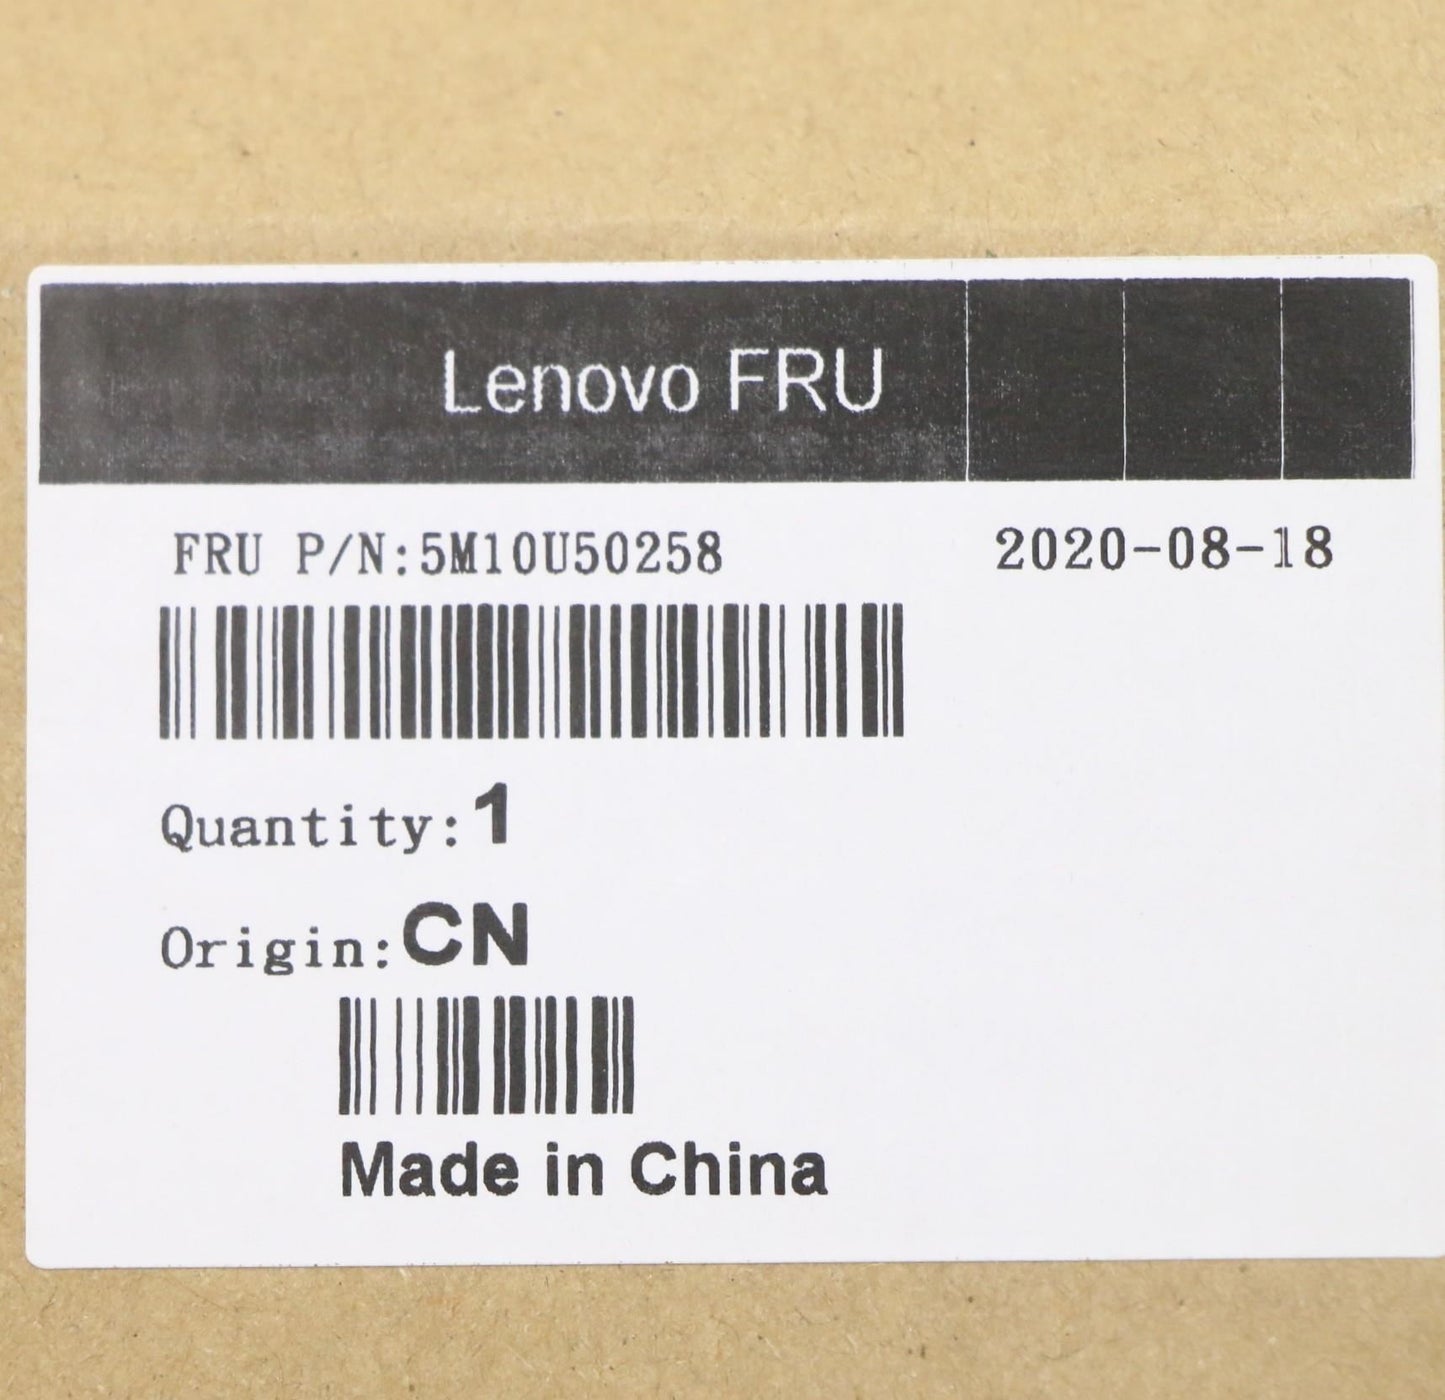 Lenovo FRU
FRU P/N:5M10U50258 2020-08-18
Quantity:1
Origin:CN
Made in China